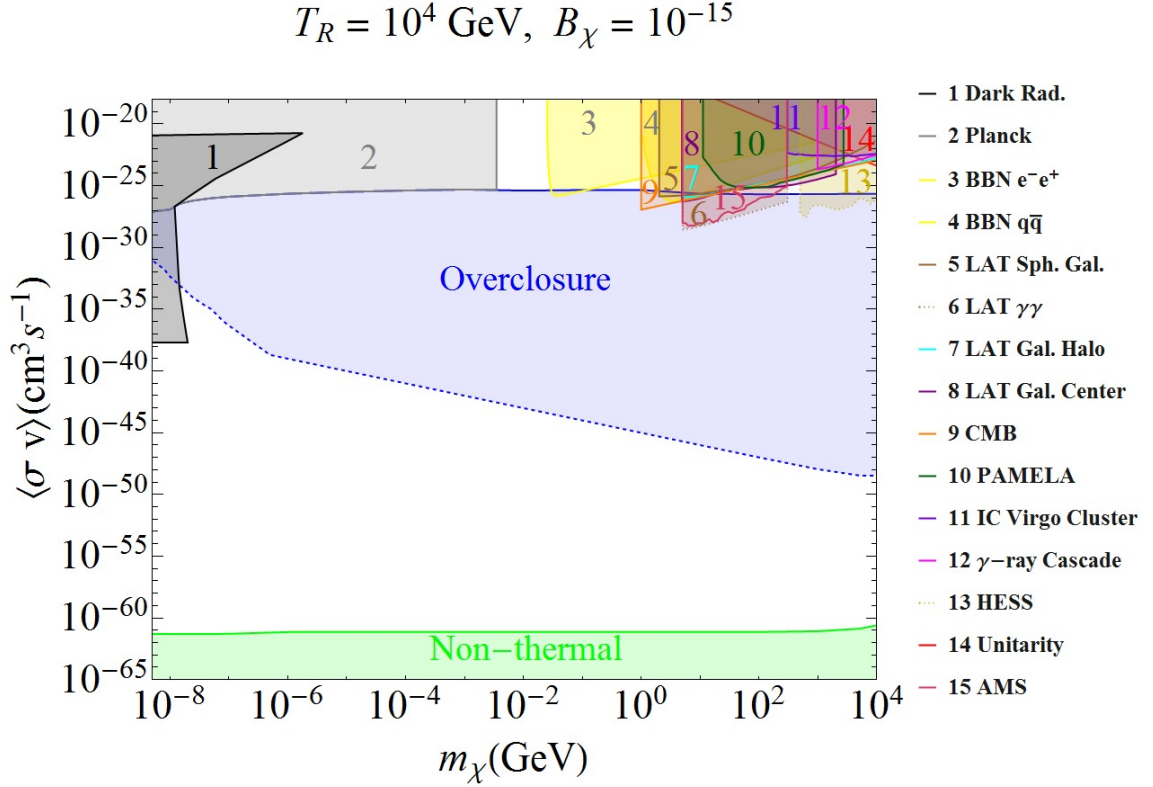 T_R = 10^4 GeV, B_χ = 10^−15
10^−20
10^−25
10^−30
10^−35
10^−40
10^−45
10^−50
10^−55
10^−60
10^−65
⟨σ v⟩(cm^3 s^−1)
1
2
3
4
5
6
7
8
9
10
11
12
13
14
15
Overclosure
Non−thermal
10^−8 10^−6 10^−4 10^−2 10^0 10^2 10^4
m_χ(GeV)
1 Dark Rad.
2 Planck
3 BBN e^−e^+
4 BBN qq̅
5 LAT Sph. Gal.
6 LAT γγ
7 LAT Gal. Halo
8 LAT Gal. Center
9 CMB
10 PAMELA
11 IC Virgo Cluster
12 γ−ray Cascade
13 HESS
14 Unitarity
15 AMS